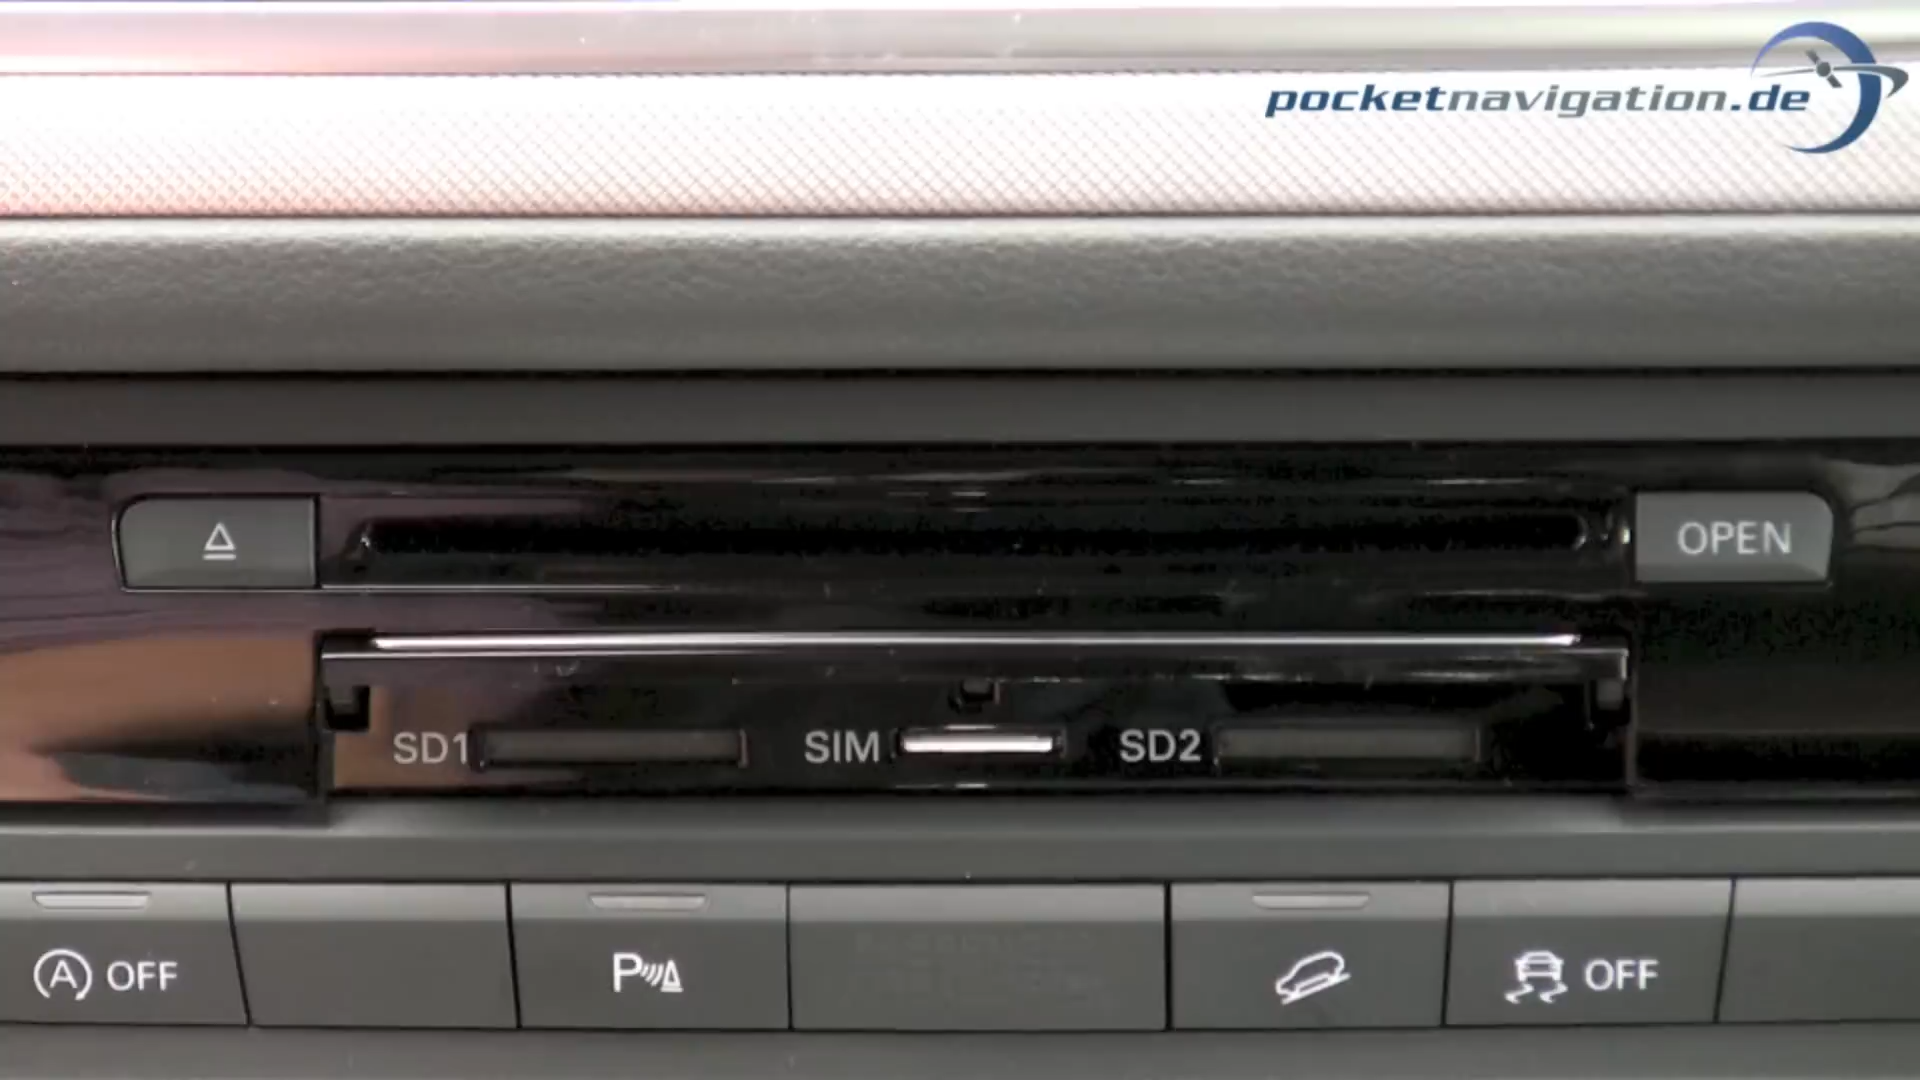 pocketnavigation.de
OPEN
SD1 SIM SD2
A OFF P OFF